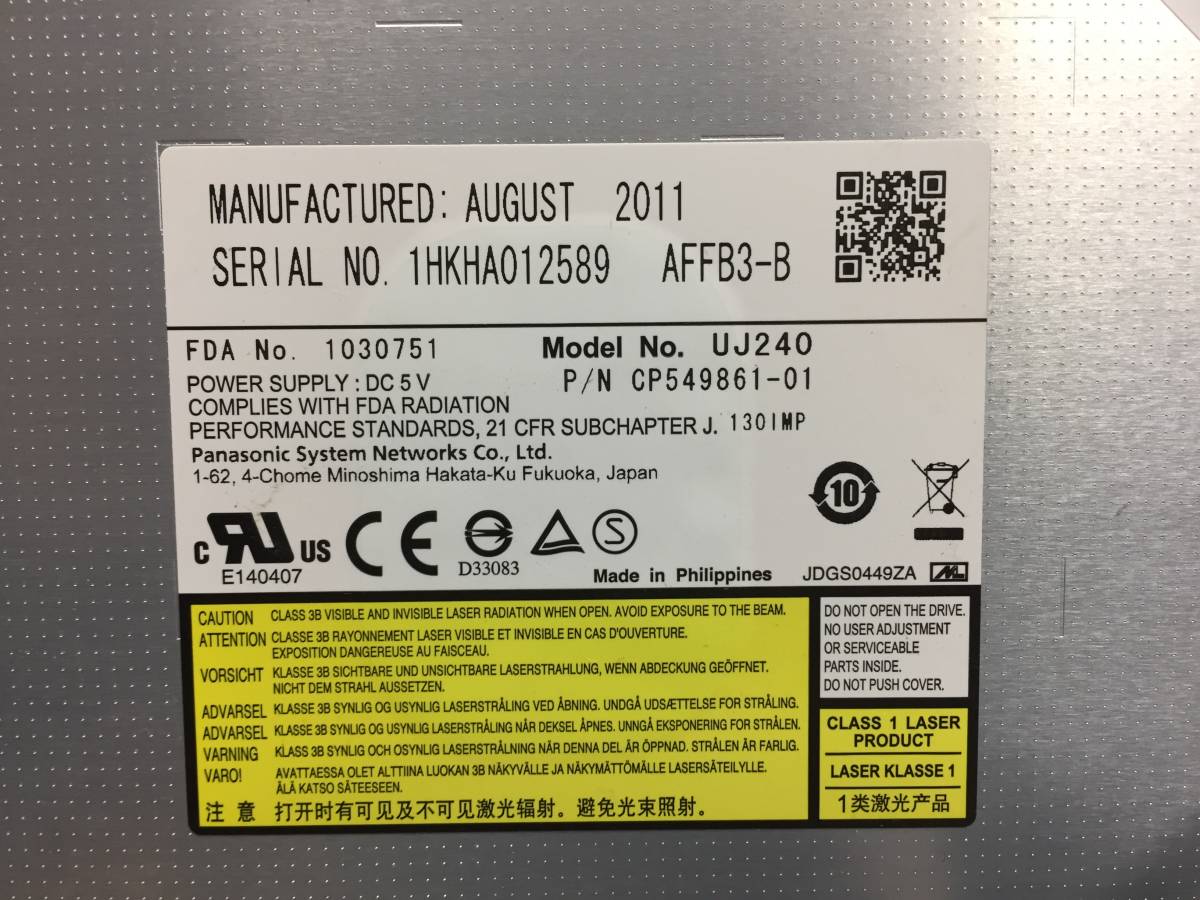 MANUFACTURED: AUGUST 2011
SERIAL NO. 1HKHA012589 AFFB3-B
FDA No. 1030751 Model No. UJ240
POWER SUPPLY : DC 5 V P/N CP549861-01
COMPLIES WITH FDA RADIATION
PERFORMANCE STANDARDS, 21 CFR SUBCHAPTER J. 1301MP
Panasonic System Networks Co., Ltd.
1-62, 4-Chome Minoshima Hakata-Ku Fukuoka, Japan
10
c RU US CE S
E140407 D33083 Made in Philippines JDGS0449ZA
CAUTION CLASS 3B VISIBLE AND INVISIBLE LASER RADIATION WHEN OPEN. AVOID EXPOSURE TO THE BEAM.
ATTENTION CLASSE 3B RAYONNEMENT LASER VISIBLE ET INVISIBLE EN CAS D'OUVERTURE.
EXPOSITION DANGEREUSE AU FAISCEAU.
VORSICHT KLASSE 3B SICHTBARE UND UNSICHTBARE LASERSTRAHLUNG, WENN ABDECKUNG GEÖFFNET.
NICHT DEM STRAHL AUSSETZEN.
ADVARSEL KLASSE 3B SYNLIG OG USYNLIG LASERSTRÅLING VED ÅBNING. UNDGÅ UDSÆTTELSE FOR STRÅLING.
ADVARSEL KLASSE 3B SYNLIG OG USYNLIG LASERSTRÅLING NÅR DEKSEL ÅPNES. UNNGÅ EKSPONERING FOR STRÅLEN.
VARNING KLASS 3B SYNLIG OCH OSYNLIG LASERSTRÅLNING NÄR DENNA DEL ÄR ÖPPNAD. STRÅLEN ÄR FARLIG.
VARO! AVATTAESSA OLET ALTTIINA LUOKAN 3B NÄKYVÄLLE JA NÄKYMÄTTÖMÄLLE LASERSÄTEILYLLE.
ÄLÄ KATSO SÄTEESEEN.
注 意 打开时有可见及不可见激光辐射。避免光束照射。
DO NOT OPEN THE DRIVE.
NO USER ADJUSTMENT
OR SERVICEABLE
PARTS INSIDE.
DO NOT PUSH COVER.
CLASS 1 LASER
PRODUCT
LASER KLASSE 1
1类激光产品